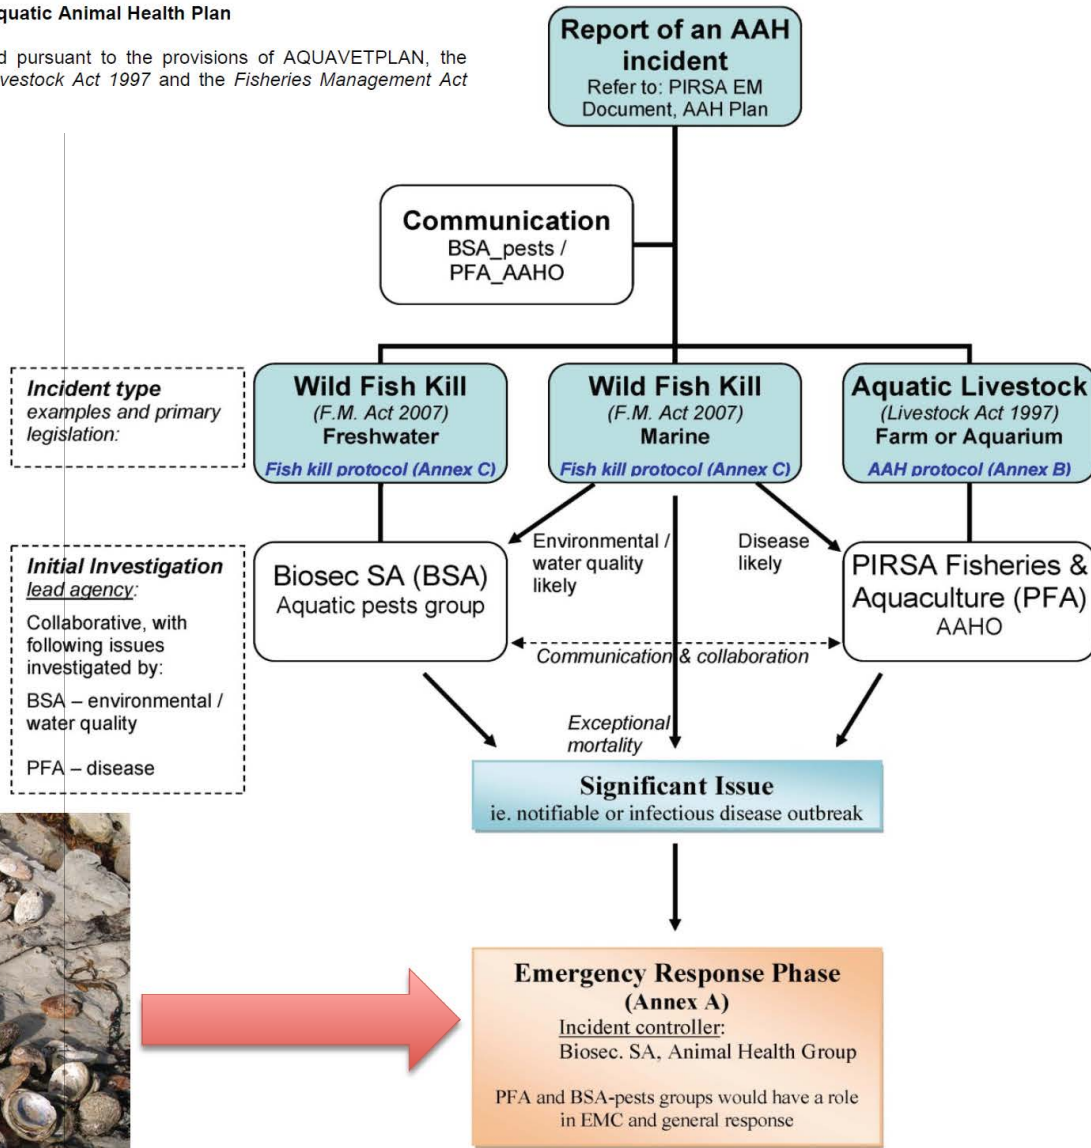 quatic Animal Health Plan
d pursuant to the provisions of AQUAVETPLAN, the
vestock Act 1997 and the Fisheries Management Act
Report of an AAH
incident
Refer to: PIRSA EM
Document, AAH Plan
Communication
BSA_pests /
PFA_AAHO
Incident type
examples and primary
legislation:
Wild Fish Kill
(F.M. Act 2007)
Freshwater
Fish kill protocol (Annex C)
Wild Fish Kill
(F.M. Act 2007)
Marine
Fish kill protocol (Annex C)
Aquatic Livestock
(Livestock Act 1997)
Farm or Aquarium
AAH protocol (Annex B)
Initial Investigation
lead agency:
Collaborative, with
following issues
investigated by:
BSA – environmental /
water quality
PFA – disease
Biosec SA (BSA)
Aquatic pests group
Environmental /
water quality
likely
Disease
likely
PIRSA Fisheries &
Aquaculture (PFA)
AAHO
Communication & collaboration
Exceptional
mortality
Significant Issue
ie. notifiable or infectious disease outbreak
Emergency Response Phase
(Annex A)
Incident controller:
Biosec. SA, Animal Health Group
PFA and BSA-pests groups would have a role
in EMC and general response